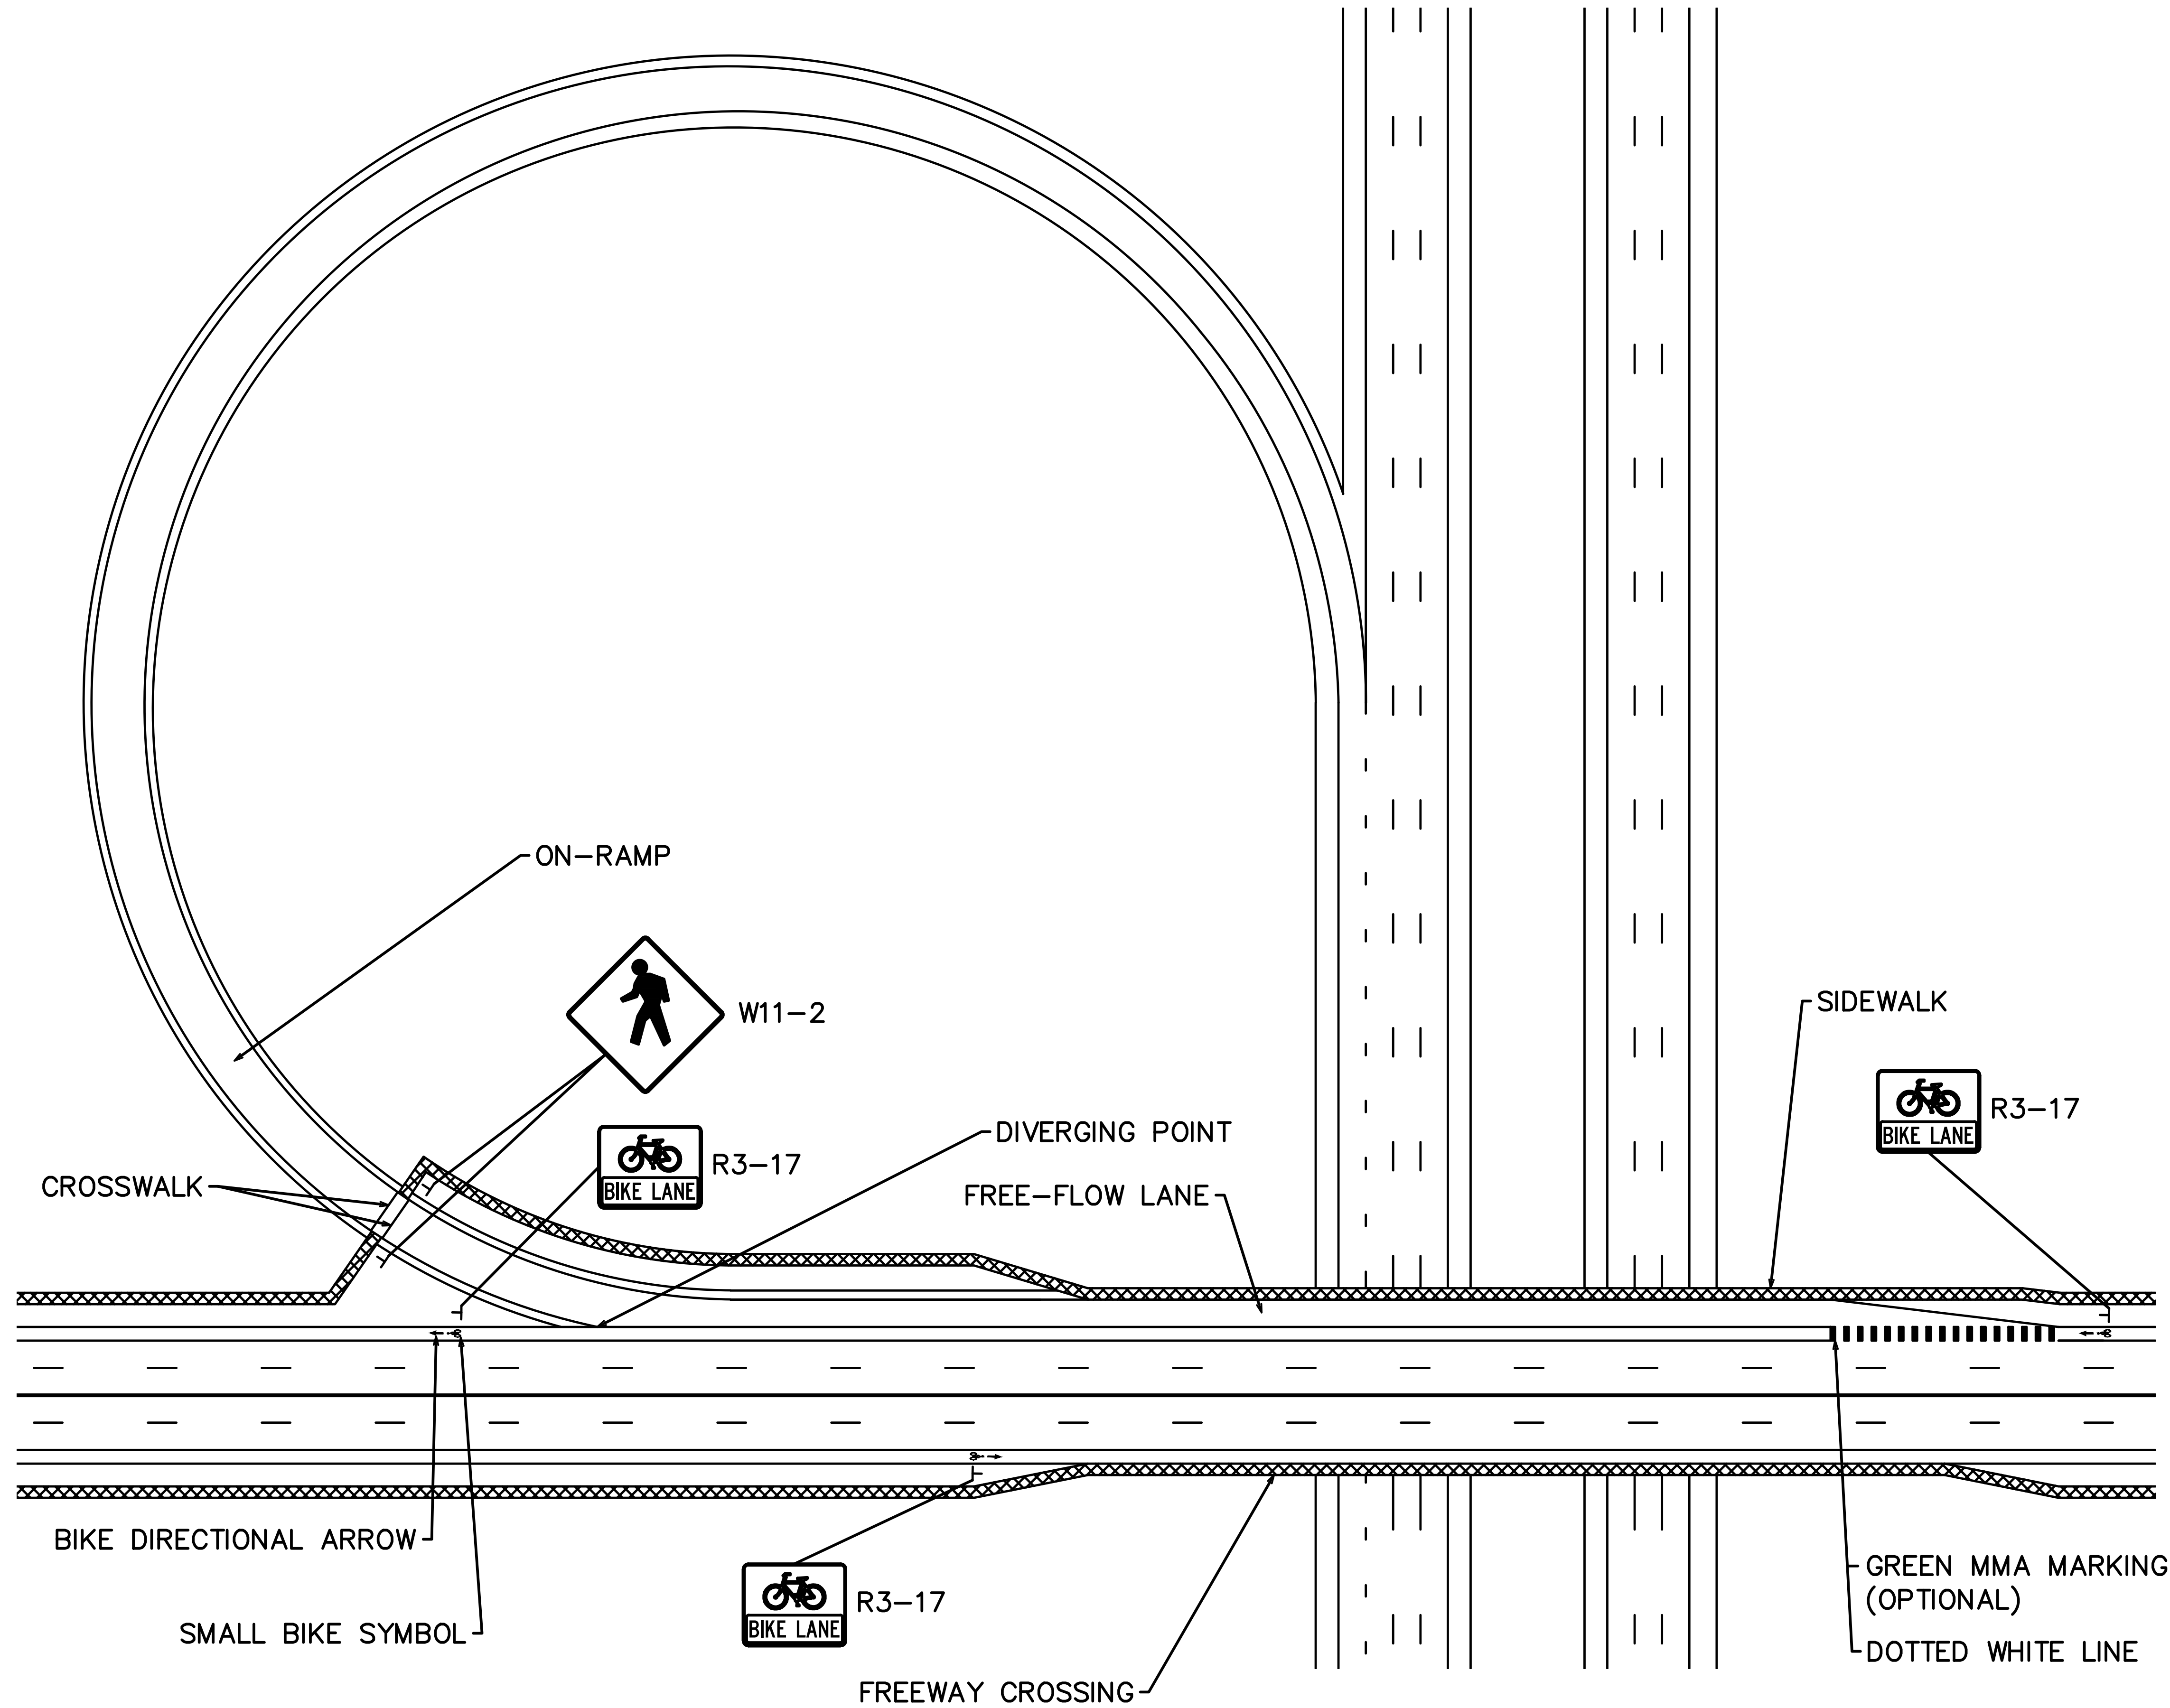 ON-RAMP
W11-2
SIDEWALK
BIKE LANE
R3-17
DIVERGING POINT
BIKE LANE
R3-17
CROSSWALK
FREE-FLOW LANE
BIKE DIRECTIONAL ARROW
GREEN MMA MARKING
(OPTIONAL)
BIKE LANE
R3-17
SMALL BIKE SYMBOL
DOTTED WHITE LINE
FREEWAY CROSSING